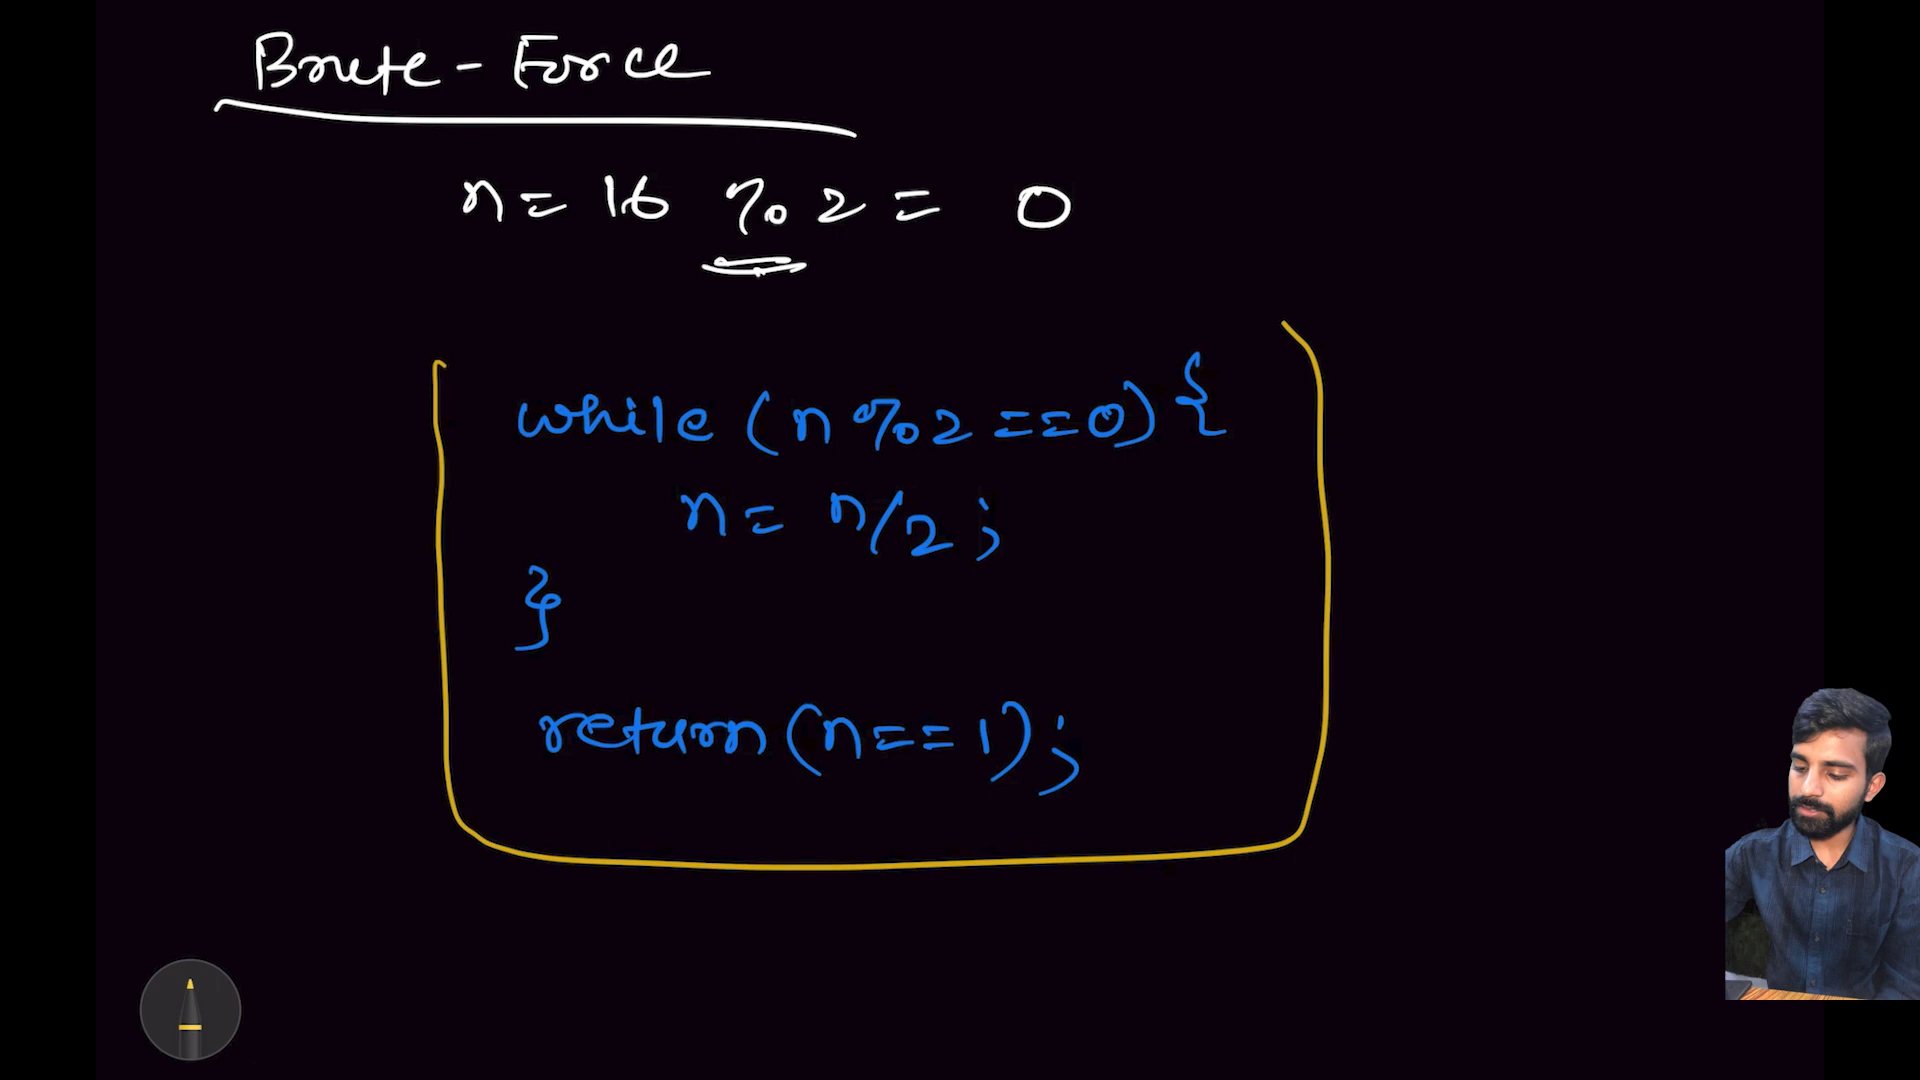 Brute-Force
n = 16 % 2 = 0
while (n % 2 == 0) {
n = n/2 ;
}
return (n == 1) ;